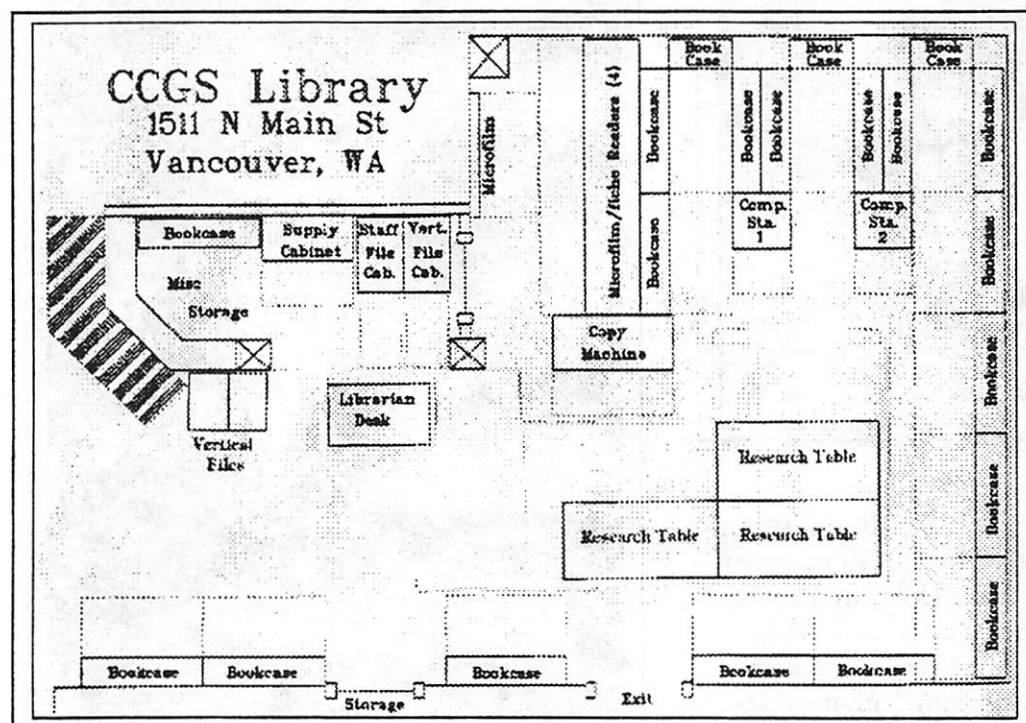 CCGS Library
1511 N Main St
Vancouver, WA
Bookcase
Supply
Cabinet
Staff
File
Cab.
Vert.
File
Cab.
Misc
Storage
Vertical
Files
Librarian
Desk
Microfilm
Microfilm/fiche Readers (4)
Bookcase
Bookcase
Copy
Machine
Book
Case
Book
Case
Book
Case
Bookcase
Bookcase
Comp.
Sta.
1
Bookcase
Bookcase
Comp.
Sta.
2
Bookcase
Bookcase
Bookcase
Bookcase
Bookcase
Research Table
Research Table
Research Table
Bookcase
Bookcase
Storage
Bookcase
Exit
Bookcase
Bookcase